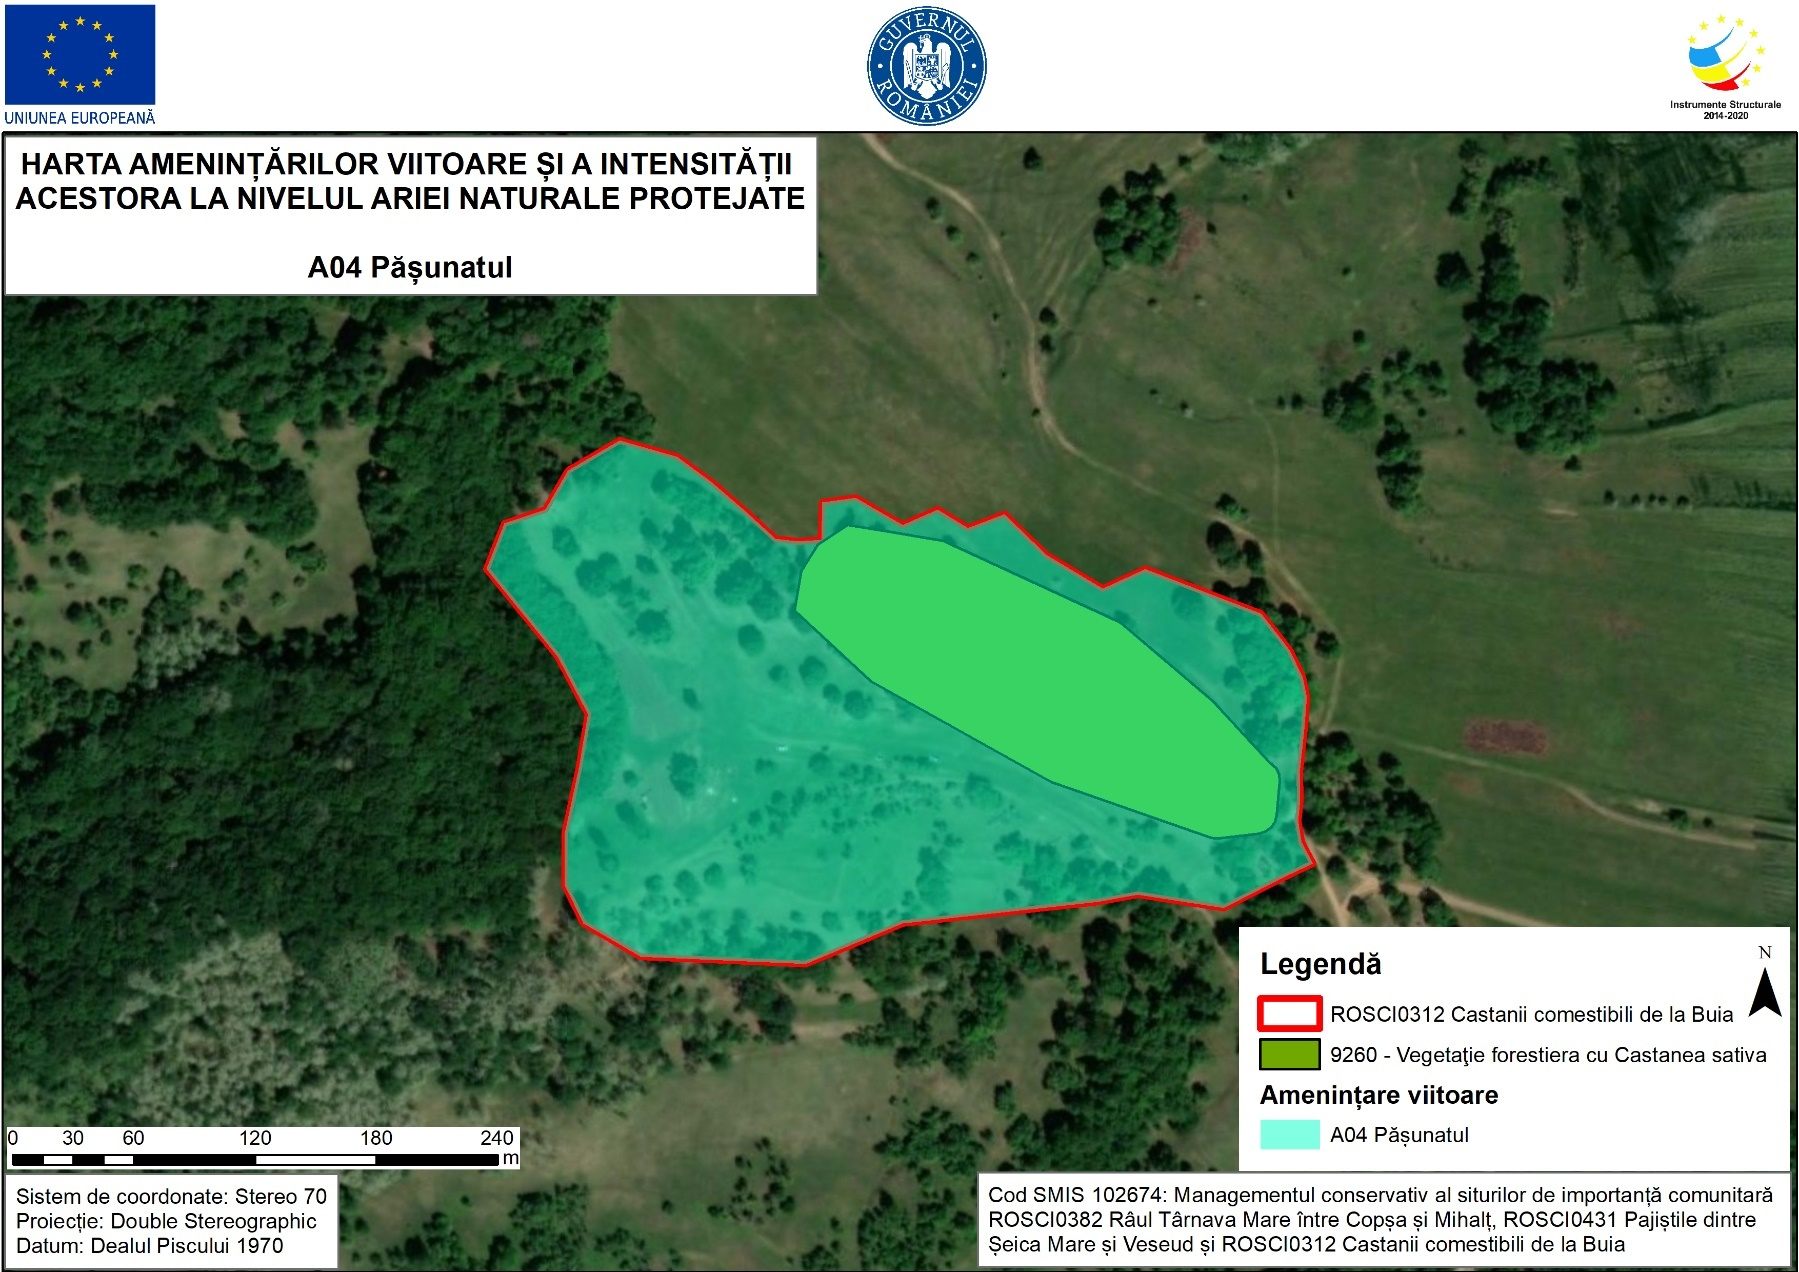 UNIUNEA EUROPEANĂ
GUVERNUL ROMÂNIEI
Instrumente Structurale
2014-2020
HARTA AMENINȚĂRILOR VIITOARE ȘI A INTENSITĂȚII
ACESTORA LA NIVELUL ARIEI NATURALE PROTEJATE
A04 Pășunatul
Legendă
N
ROSCI0312 Castanii comestibili de la Buia
9260 - Vegetaţie forestiera cu Castanea sativa
Amenințare viitoare
A04 Pășunatul
0 30 60 120 180 240
m
Sistem de coordonate: Stereo 70
Proiecție: Double Stereographic
Datum: Dealul Piscului 1970
Cod SMIS 102674: Managementul conservativ al siturilor de importanță comunitară
ROSCI0382 Râul Târnava Mare între Copșa și Mihalț, ROSCI0431 Pajiștile dintre
Șeica Mare și Veseud și ROSCI0312 Castanii comestibili de la Buia